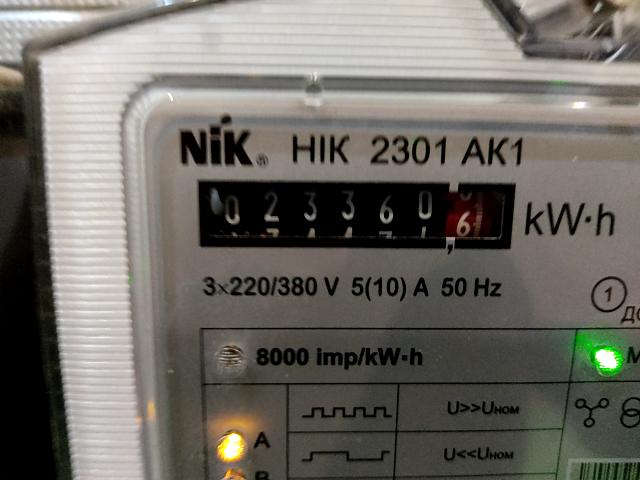 NiK® НІК 2301 АК1
0 2 3 3 6 0 6 kW·h
3×220/380 V 5(10) A 50 Hz
1
8000 imp/kW·h
U>>Uном
A
U<<Uном
B